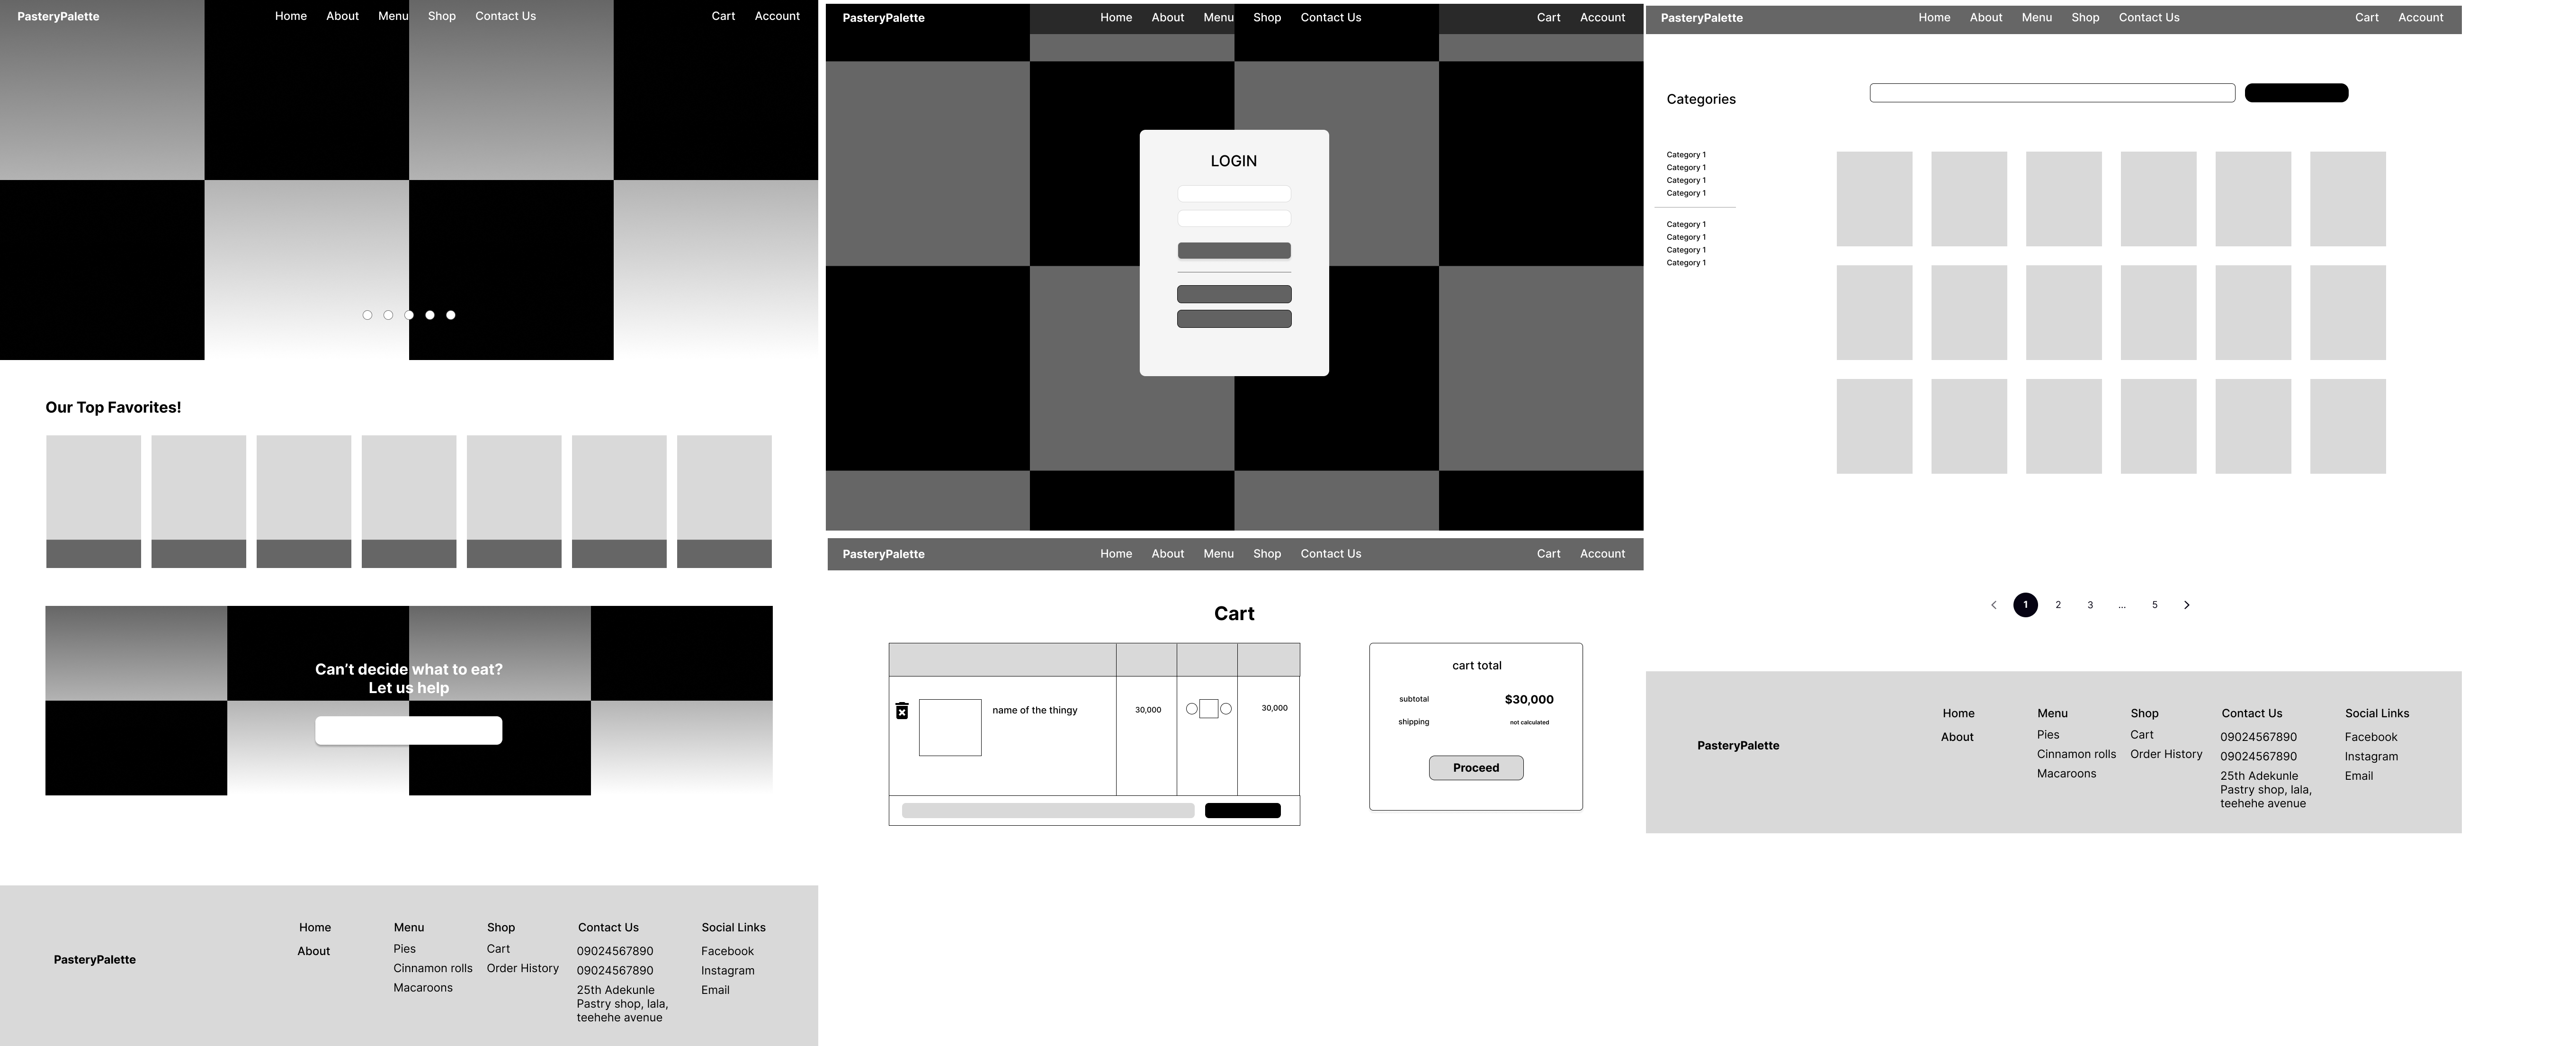 PasteryPalette
Home About Menu Shop Contact Us
Cart Account
Our Top Favorites!
Can't decide what to eat?
Let us help
PasteryPalette
Home
About
Menu
Pies
Cinnamon rolls
Macaroons
Shop
Cart
Order History
Contact Us
09024567890
09024567890
25th Adekunle
Pastry shop, lala,
teehehe avenue
Social Links
Facebook
Instagram
Email
PasteryPalette
Home About Menu Shop Contact Us
Cart Account
LOGIN
PasteryPalette
Home About Menu Shop Contact Us
Cart Account
Cart
name of the thingy
30,000
30,000
cart total
subtotal $30,000
shipping not calculated
Proceed
PasteryPalette
Home About Menu Shop Contact Us
Cart Account
Categories
Category 1
Category 1
Category 1
Category 1
Category 1
Category 1
Category 1
Category 1
1 2 3 ... 5
PasteryPalette
Home
About
Menu
Pies
Cinnamon rolls
Macaroons
Shop
Cart
Order History
Contact Us
09024567890
09024567890
25th Adekunle
Pastry shop, lala,
teehehe avenue
Social Links
Facebook
Instagram
Email